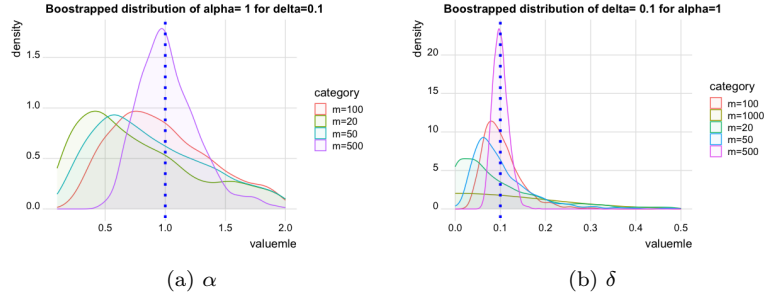 Boostrapped distribution of alpha= 1 for delta=0.1
density
1.5
1.0
0.5
0.0
0.5
1.0
1.5
2.0
valuemle
category
m=100
m=20
m=50
m=500
(a) α
Boostrapped distribution of delta= 0.1 for alpha=1
density
20
15
10
5
0
0.0
0.1
0.2
0.3
0.4
0.5
valuemle
category
m=100
m=1000
m=20
m=50
m=500
(b) δ